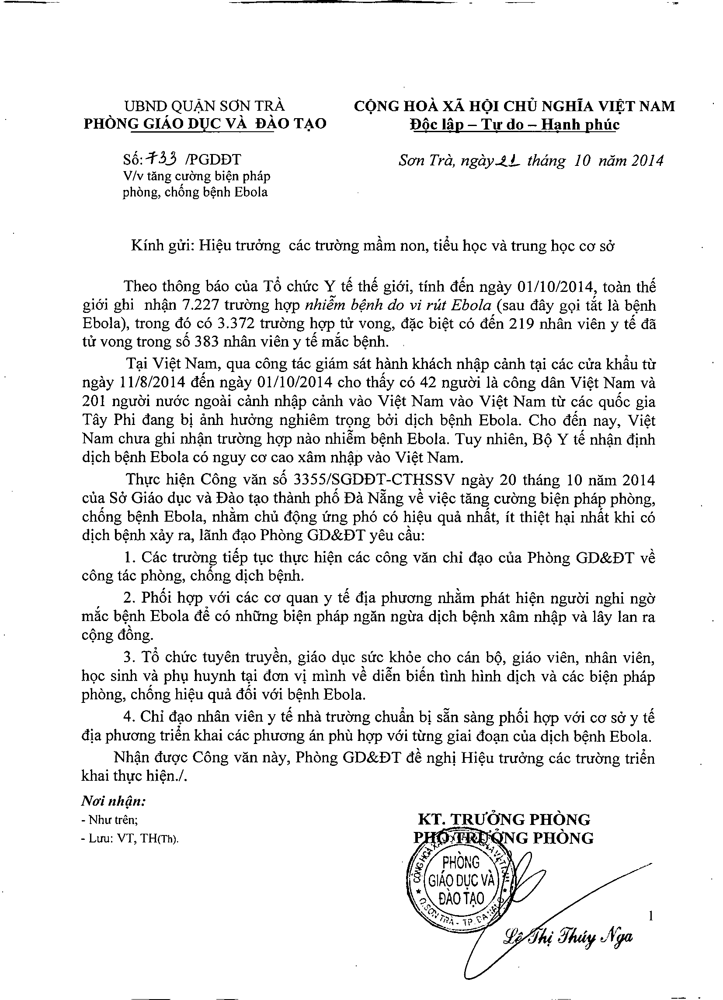 UBND QUẬN SƠN TRÀ
PHÒNG GIÁO DỤC VÀ ĐÀO TẠO
CỘNG HOÀ XÃ HỘI CHỦ NGHĨA VIỆT NAM
Độc lập – Tự do – Hạnh phúc
Số: 733 /PGDĐT
V/v tăng cường biện pháp
phòng, chống bệnh Ebola
Sơn Trà, ngày 21 tháng 10 năm 2014
Kính gửi: Hiệu trưởng các trường mầm non, tiểu học và trung học cơ sở
Theo thông báo của Tổ chức Y tế thế giới, tính đến ngày 01/10/2014, toàn thế
giới ghi nhận 7.227 trường hợp nhiễm bệnh do vi rút Ebola (sau đây gọi tắt là bệnh
Ebola), trong đó có 3.372 trường hợp tử vong, đặc biệt có đến 219 nhân viên y tế đã
tử vong trong số 383 nhân viên y tế mắc bệnh.
Tại Việt Nam, qua công tác giám sát hành khách nhập cảnh tại các cửa khẩu từ
ngày 11/8/2014 đến ngày 01/10/2014 cho thấy có 42 người là công dân Việt Nam và
201 người nước ngoài cảnh nhập cảnh vào Việt Nam vào Việt Nam từ các quốc gia
Tây Phi đang bị ảnh hưởng nghiêm trọng bởi dịch bệnh Ebola. Cho đến nay, Việt
Nam chưa ghi nhận trường hợp nào nhiễm bệnh Ebola. Tuy nhiên, Bộ Y tế nhận định
dịch bệnh Ebola có nguy cơ cao xâm nhập vào Việt Nam.
Thực hiện Công văn số 3355/SGDĐT-CTHSSV ngày 20 tháng 10 năm 2014
của Sở Giáo dục và Đào tạo thành phố Đà Nẵng về việc tăng cường biện pháp phòng,
chống bệnh Ebola, nhằm chủ động ứng phó có hiệu quả nhất, ít thiệt hại nhất khi có
dịch bệnh xảy ra, lãnh đạo Phòng GD&ĐT yêu cầu:
1. Các trường tiếp tục thực hiện các công văn chỉ đạo của Phòng GD&ĐT về
công tác phòng, chống dịch bệnh.
2. Phối hợp với các cơ quan y tế địa phương nhằm phát hiện người nghi ngờ
mắc bệnh Ebola để có những biện pháp ngăn ngừa dịch bệnh xâm nhập và lây lan ra
cộng đồng.
3. Tổ chức tuyên truyền, giáo dục sức khỏe cho cán bộ, giáo viên, nhân viên,
học sinh và phụ huynh tại đơn vị mình về diễn biến tình hình dịch và các biện pháp
phòng, chống hiệu quả đối với bệnh Ebola.
4. Chỉ đạo nhân viên y tế nhà trường chuẩn bị sẵn sàng phối hợp với cơ sở y tế
địa phương triển khai các phương án phù hợp với từng giai đoạn của dịch bệnh Ebola.
Nhận được Công văn này, Phòng GD&ĐT đề nghị Hiệu trưởng các trường triển
khai thực hiện./.
Nơi nhận:
- Như trên;
- Lưu: VT, TH(Th).
KT. TRƯỞNG PHÒNG
PHÓ TRƯỞNG PHÒNG
PHÒNG
GIÁO DỤC VÀ
ĐÀO TẠO
Q. SƠN TRÀ - TP. ĐÀ NẴNG
1
Lê Thị Thúy Nga